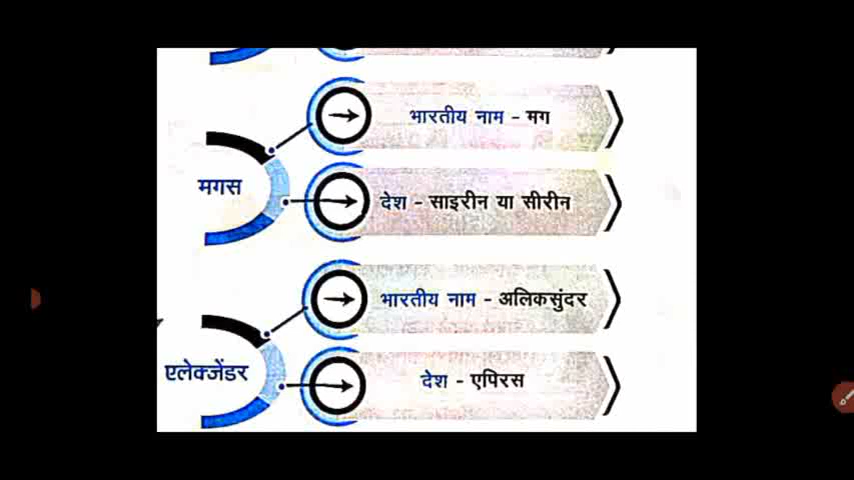 भारतीय नाम - मग
मगस
देश - साइरीन या सीरीन
भारतीय नाम - अलिकसुंदर
एलेक्जेंडर
देश - एपिरस